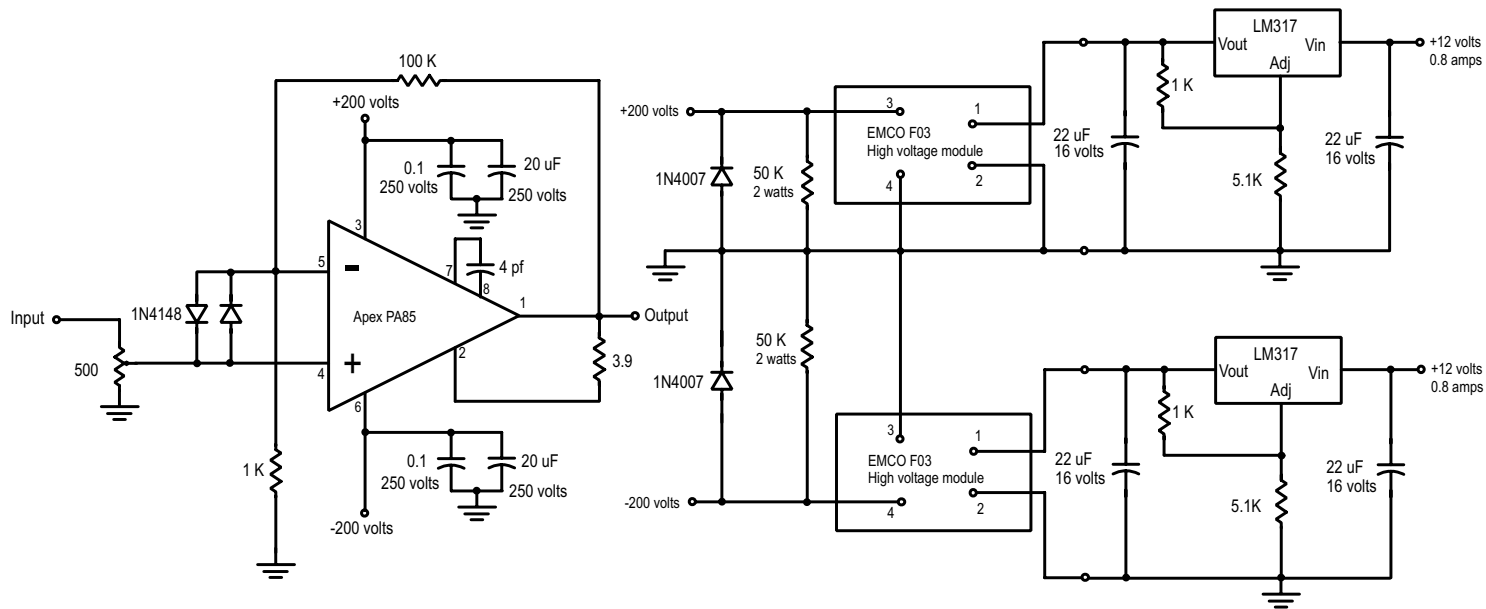 100 K
+200 volts
0.1
250 volts
20 uF
250 volts
3
5
7
4 pf
8
1N4148
Apex PA85
1
Output
Input
500
4
2
3.9
6
1 K
0.1
250 volts
20 uF
250 volts
-200 volts
+200 volts
1N4007
50 K
2 watts
3
1
EMCO F03
High voltage module
4
2
22 uF
16 volts
LM317
Vout
Vin
Adj
1 K
5.1K
22 uF
16 volts
+12 volts
0.8 amps
1N4007
50 K
2 watts
-200 volts
3
1
EMCO F03
High voltage module
4
2
22 uF
16 volts
LM317
Vout
Vin
Adj
1 K
5.1K
22 uF
16 volts
+12 volts
0.8 amps